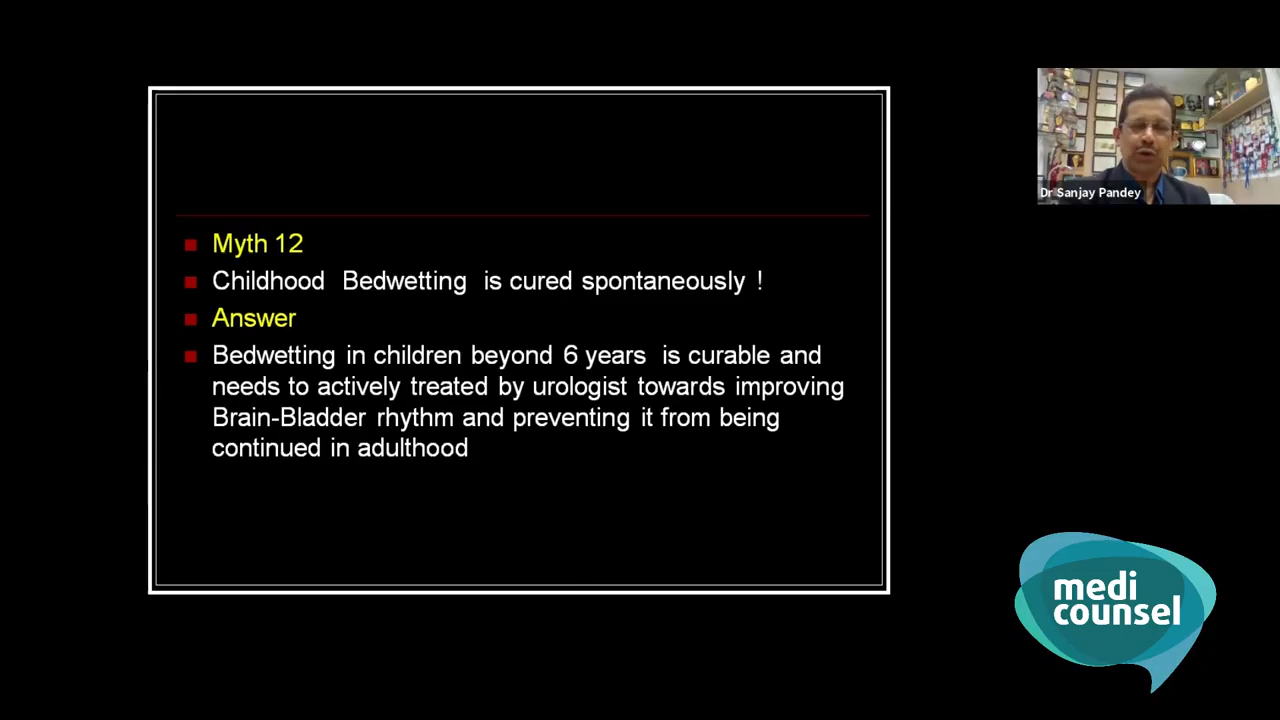 Myth 12
Childhood Bedwetting is cured spontaneously !
Answer
Bedwetting in children beyond 6 years is curable and
needs to actively treated by urologist towards improving
Brain-Bladder rhythm and preventing it from being
continued in adulthood
Dr Sanjay Pandey
medi
counsel